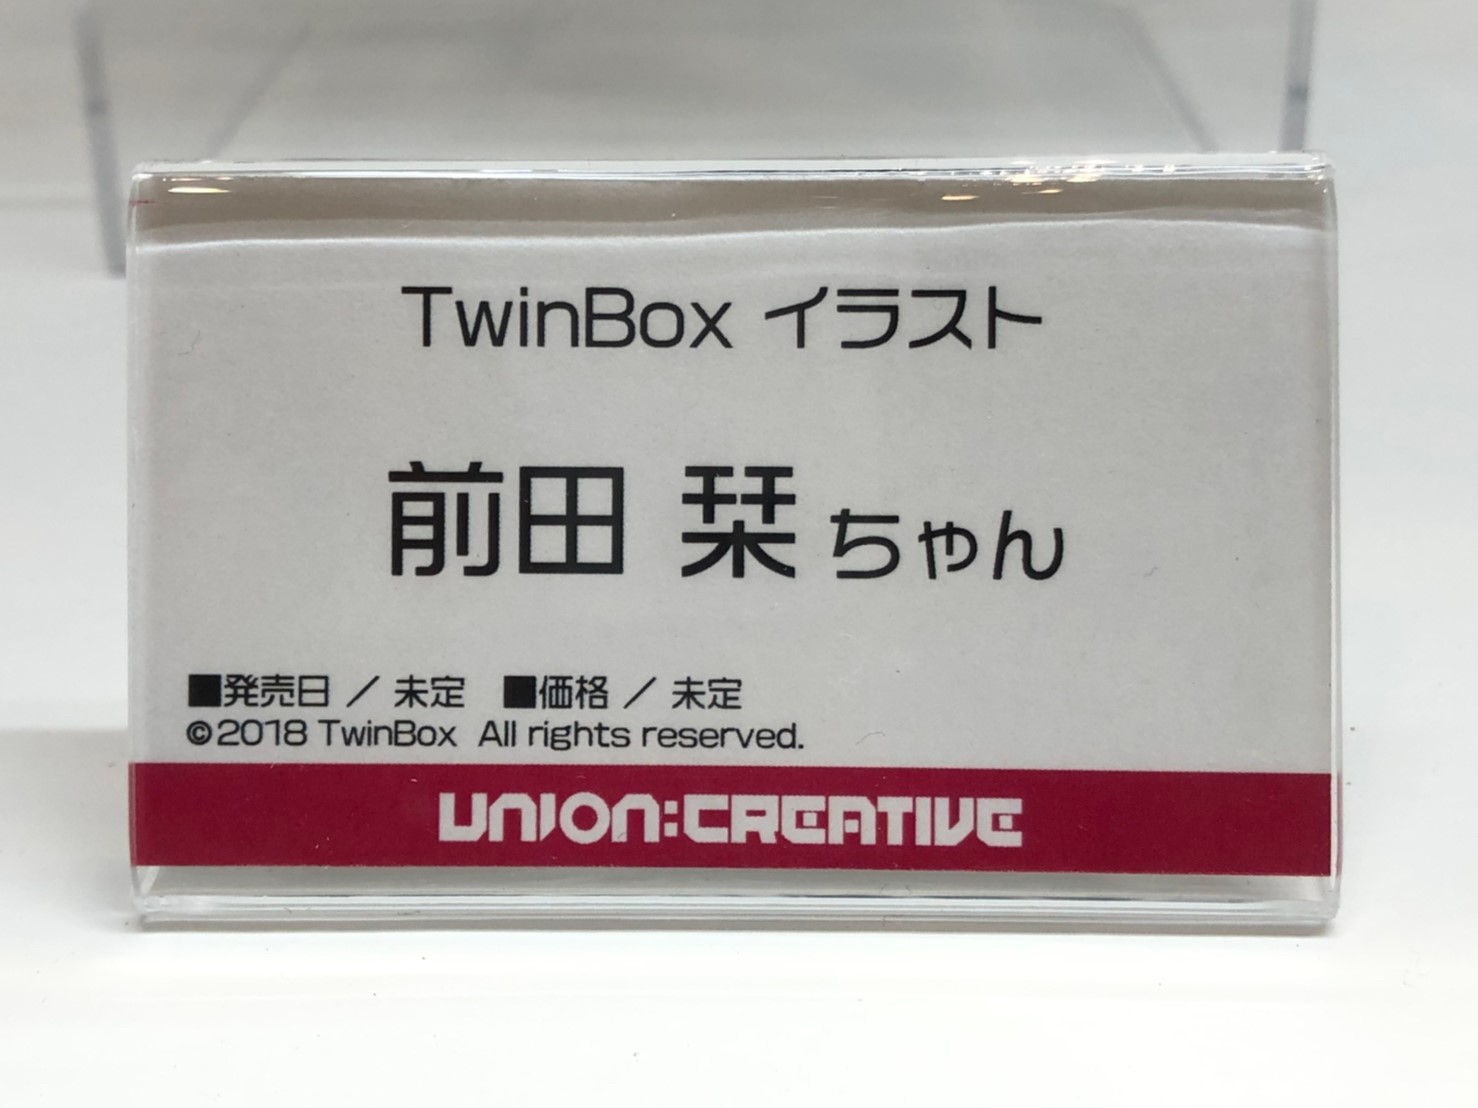 TwinBox イラスト
前田 栞 ちゃん
■発売日 ／ 未定　■価格 ／ 未定
©2018 TwinBox All rights reserved.
UNION:CREATIVE